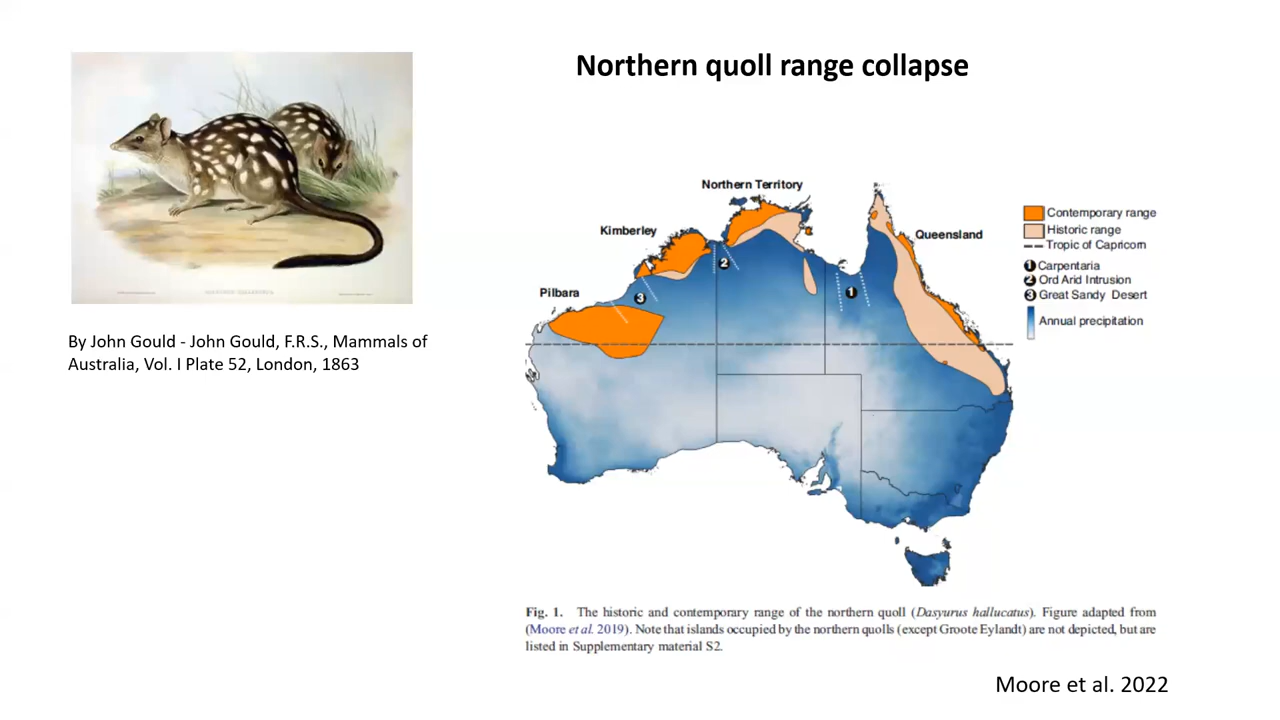 Northern quoll range collapse
By John Gould - John Gould, F.R.S., Mammals of
Australia, Vol. I Plate 52, London, 1863
Northern Territory
Kimberley
Queensland
Pilbara
1
2
3
Contemporary range
Historic range
Tropic of Capricorn
1 Carpentaria
2 Ord Arid Intrusion
3 Great Sandy Desert
Annual precipitation
Fig. 1. The historic and contemporary range of the northern quoll (Dasyurus hallucatus). Figure adapted from
(Moore et al. 2019). Note that islands occupied by the northern quolls (except Groote Eylandt) are not depicted, but are
listed in Supplementary material S2.
Moore et al. 2022